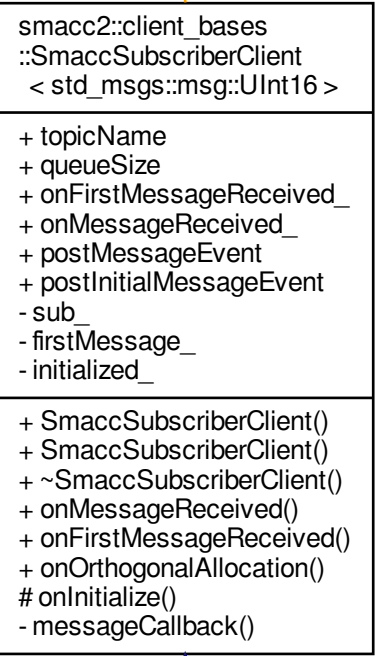 smacc2::client_bases
::SmaccSubscriberClient
< std_msgs::msg::UInt16 >
+ topicName
+ queueSize
+ onFirstMessageReceived_
+ onMessageReceived_
+ postMessageEvent
+ postInitialMessageEvent
- sub_
- firstMessage_
- initialized_
+ SmaccSubscriberClient()
+ SmaccSubscriberClient()
+ ~SmaccSubscriberClient()
+ onMessageReceived()
+ onFirstMessageReceived()
+ onOrthogonalAllocation()
# onInitialize()
- messageCallback()